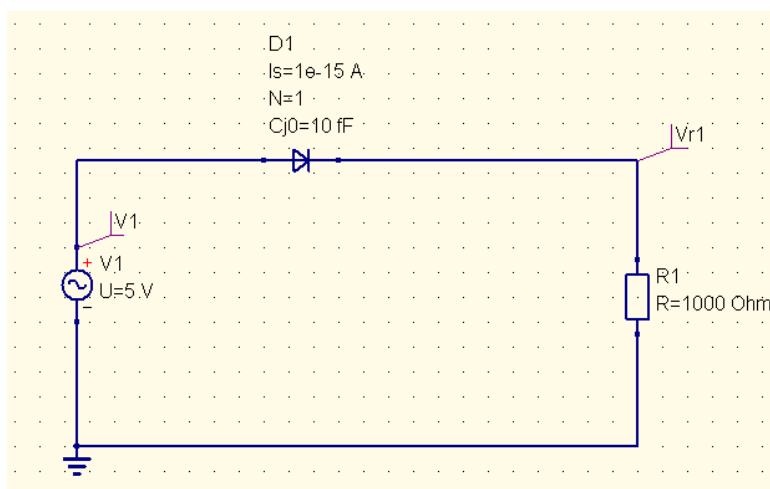 D1
Is=1e-15 A
N=1
Cj0=10 fF
Vr1
V1
+ V1
U=5 V
−
R1
R=1000 Ohm